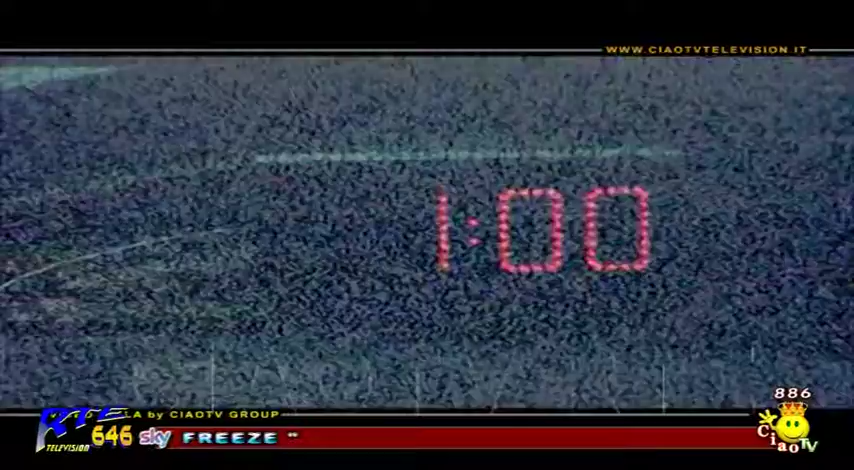 WWW.CIAOTVTELEVISION.IT
1:00
LA by CIAOTV GROUP
886
RTE
TELEVISION
646 sky FREEZE "
Ciao TV